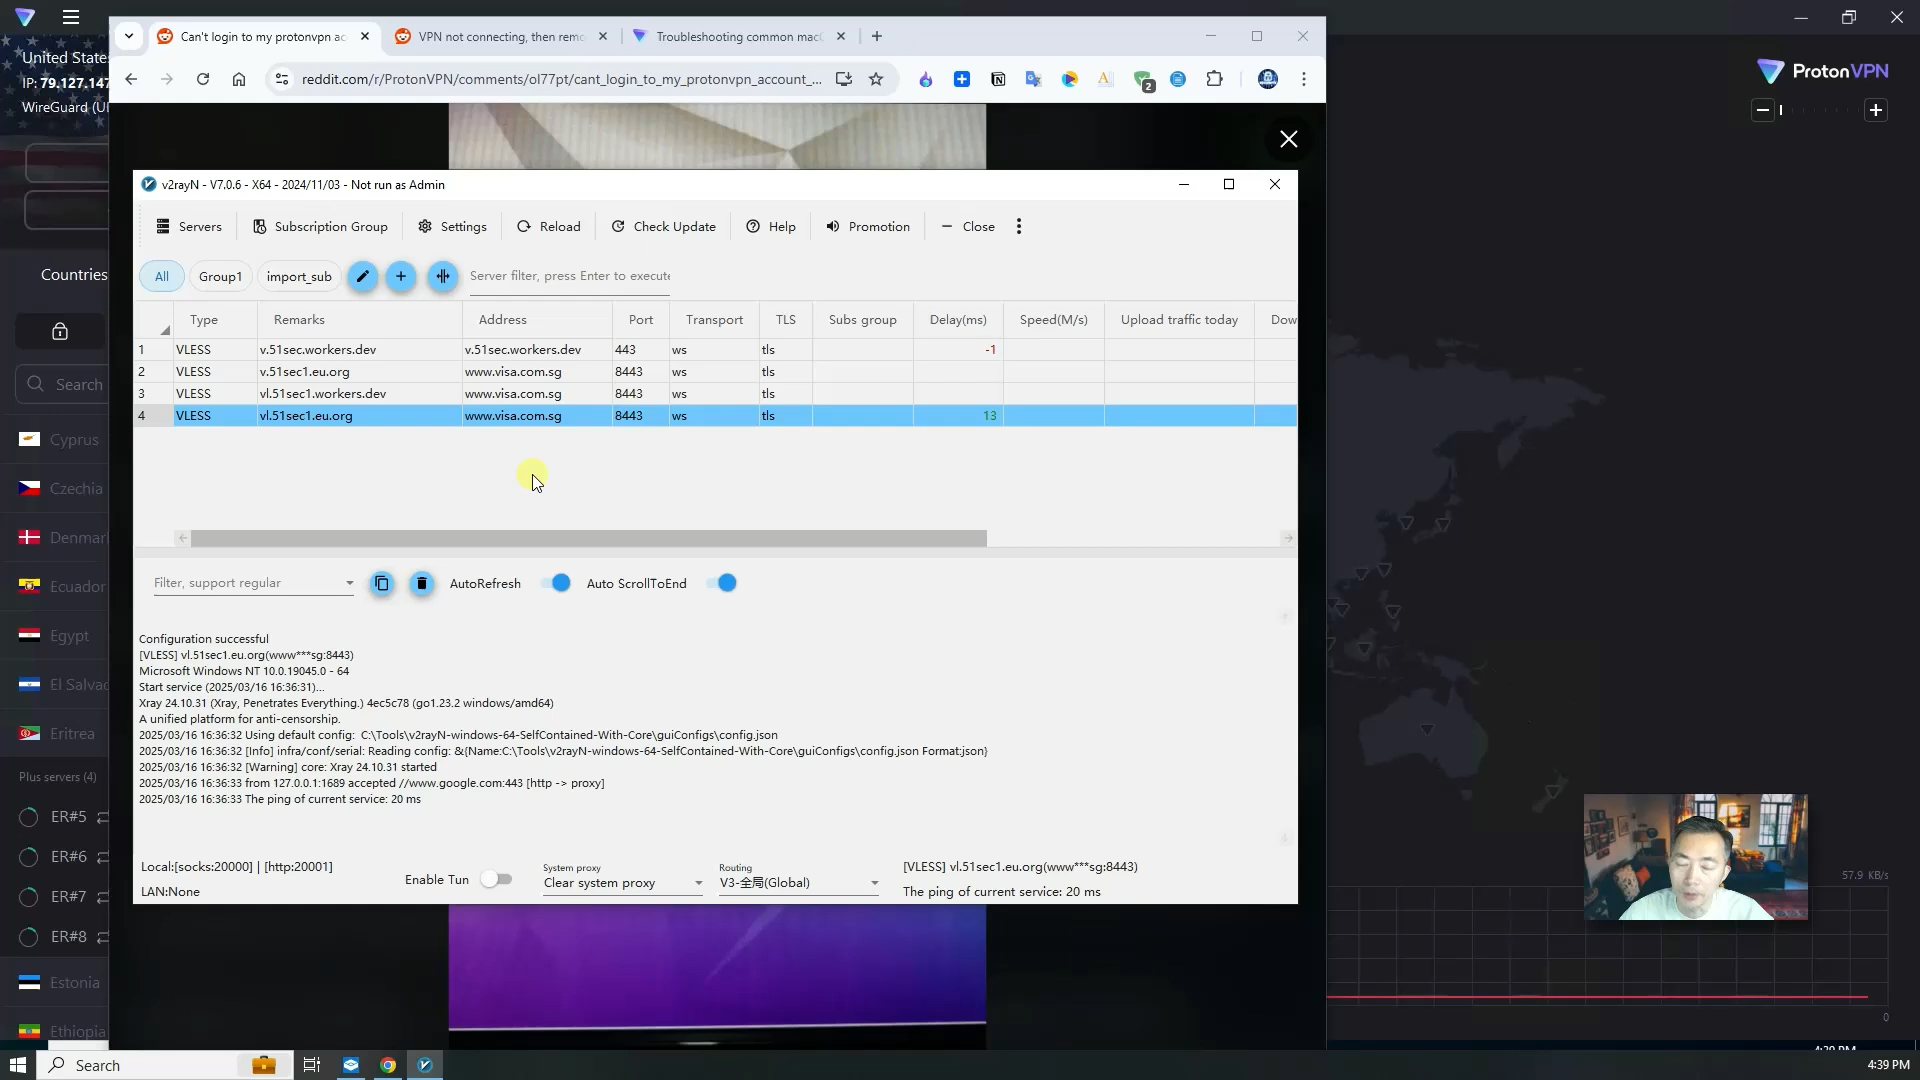 Can't login to my protonvpn ac
VPN not connecting, then remo
Troubleshooting common mac
reddit.com/r/ProtonVPN/comments/ol77pt/cant_login_to_my_protonvpn_account_...
2
United State
IP: 79.127.147
WireGuard (U
ProtonVPN
v2rayN - V7.0.6 - X64 - 2024/11/03 - Not run as Admin
Servers
Subscription Group
Settings
Reload
Check Update
Help
Promotion
Close
All
Group1
import_sub
Server filter, press Enter to execute
Type Remarks Address Port Transport TLS Subs group Delay(ms) Speed(M/s) Upload traffic today Dow
1 VLESS v.51sec.workers.dev v.51sec.workers.dev 443 ws tls -1
2 VLESS v.51sec1.eu.org www.visa.com.sg 8443 ws tls
3 VLESS vl.51sec1.workers.dev www.visa.com.sg 8443 ws tls
4 VLESS vl.51sec1.eu.org www.visa.com.sg 8443 ws tls 13
Filter, support regular
AutoRefresh
Auto ScrollToEnd
Configuration successful
[VLESS] vl.51sec1.eu.org(www***sg:8443)
Microsoft Windows NT 10.0.19045.0 - 64
Start service (2025/03/16 16:36:31)...
Xray 24.10.31 (Xray, Penetrates Everything.) 4ec5c78 (go1.23.2 windows/amd64)
A unified platform for anti-censorship.
2025/03/16 16:36:32 Using default config:  C:\Tools\v2rayN-windows-64-SelfContained-With-Core\guiConfigs\config.json
2025/03/16 16:36:32 [Info] infra/conf/serial: Reading config: &{Name:C:\Tools\v2rayN-windows-64-SelfContained-With-Core\guiConfigs\config.json Format:json}
2025/03/16 16:36:32 [Warning] core: Xray 24.10.31 started
2025/03/16 16:36:33 from 127.0.0.1:1689 accepted //www.google.com:443 [http -> proxy]
2025/03/16 16:36:33 The ping of current service: 20 ms
Local:[socks:20000] | [http:20001]
LAN:None
Enable Tun
System proxy
Clear system proxy
Routing
V3-全局(Global)
[VLESS] vl.51sec1.eu.org(www***sg:8443)
The ping of current service: 20 ms
Countries
Search
Cyprus
Czechia
Denmar
Ecuador
Egypt
El Salvad
Eritrea
Plus servers (4)
ER#5
ER#6
ER#7
ER#8
Estonia
Ethiopia
57.9 KB/s
0
Search
4:39 PM